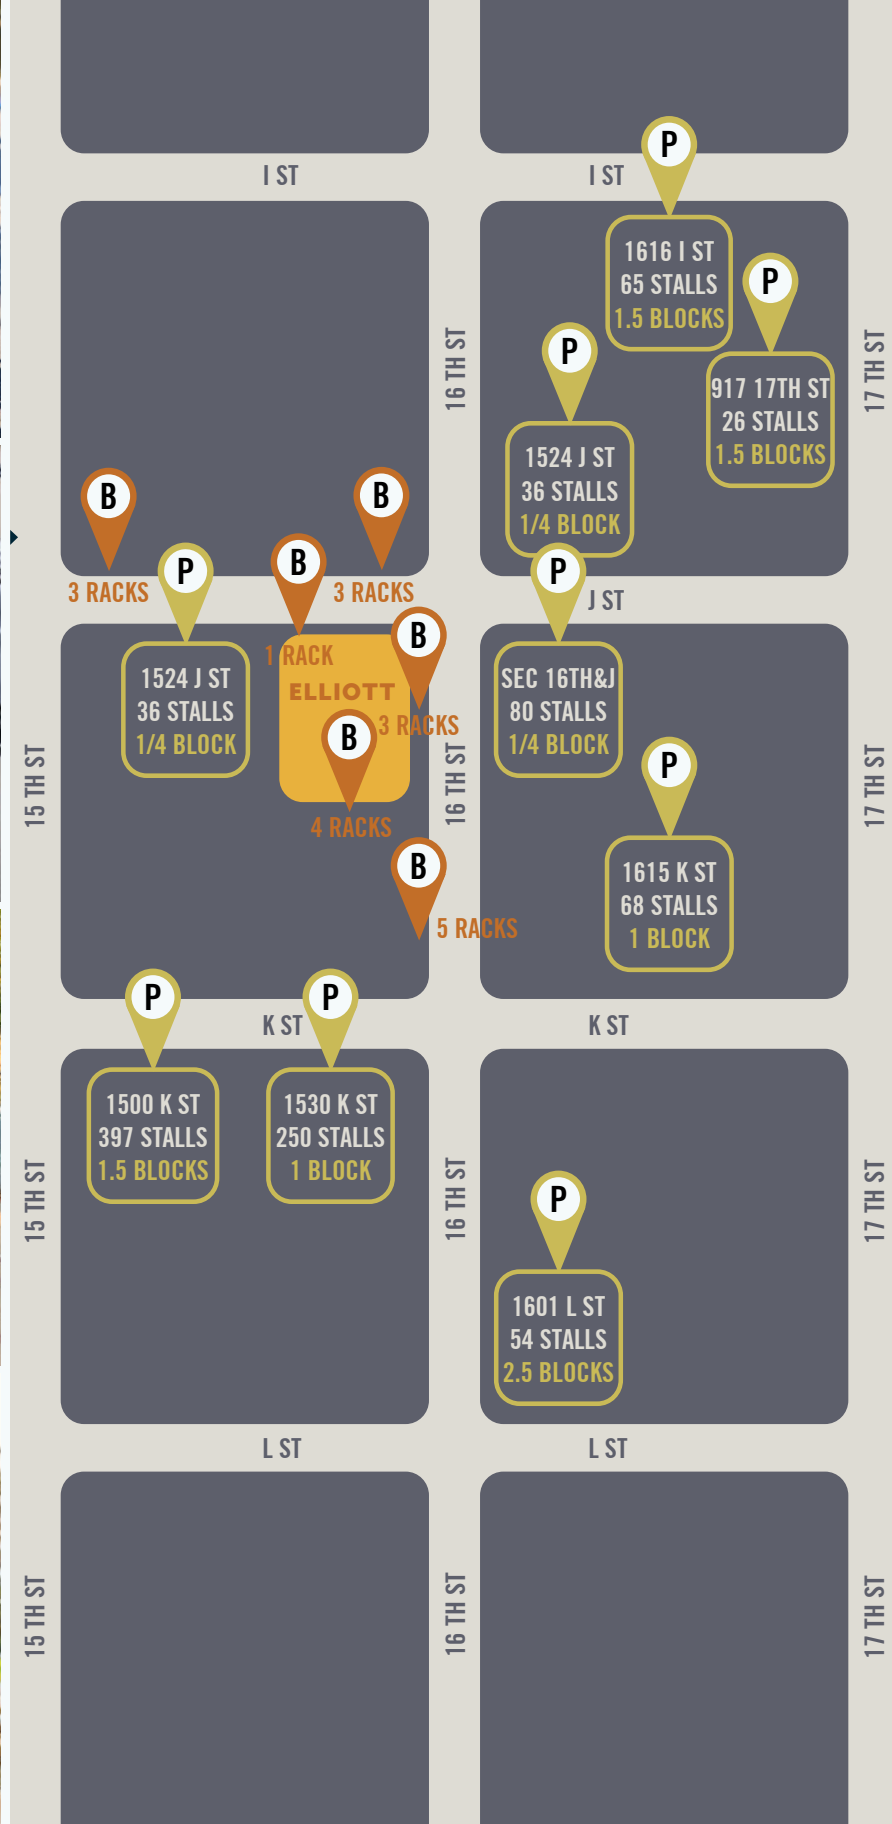 I ST
I ST
P
1616 I ST
65 STALLS
1.5 BLOCKS
P
917 17TH ST
26 STALLS
1.5 BLOCKS
16 TH ST
17 TH ST
P
1524 J ST
36 STALLS
1/4 BLOCK
B
3 RACKS
B
3 RACKS
P
1524 J ST
36 STALLS
1/4 BLOCK
B
1 RACK
ELLIOTT
B
3 RACKS
B
4 RACKS
J ST
P
SEC 16TH&J
80 STALLS
1/4 BLOCK
15 TH ST
16 TH ST
17 TH ST
P
1615 K ST
68 STALLS
1 BLOCK
B
5 RACKS
K ST
K ST
P
1500 K ST
397 STALLS
1.5 BLOCKS
P
1530 K ST
250 STALLS
1 BLOCK
15 TH ST
16 TH ST
17 TH ST
P
1601 L ST
54 STALLS
2.5 BLOCKS
L ST
L ST
15 TH ST
16 TH ST
17 TH ST